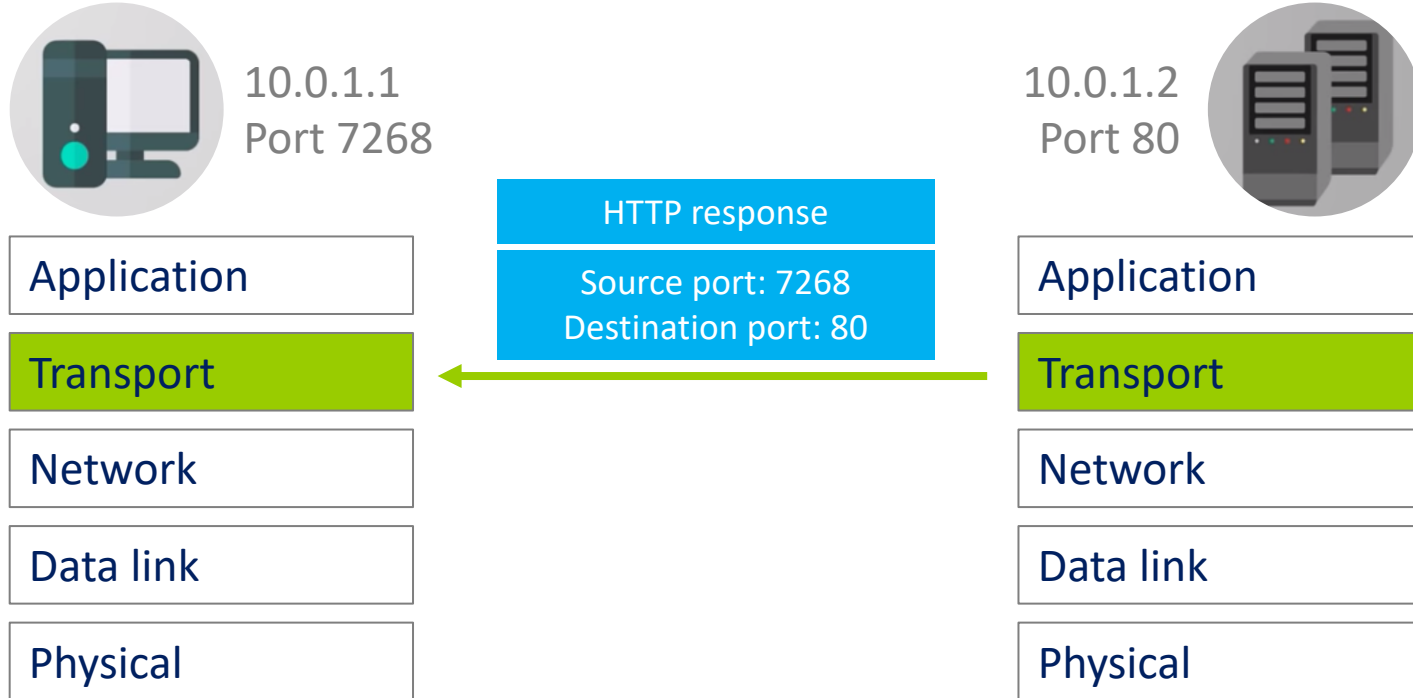 10.0.1.1
Port 7268
10.0.1.2
Port 80
HTTP response
Source port: 7268
Destination port: 80
Application
Transport
Network
Data link
Physical
Application
Transport
Network
Data link
Physical